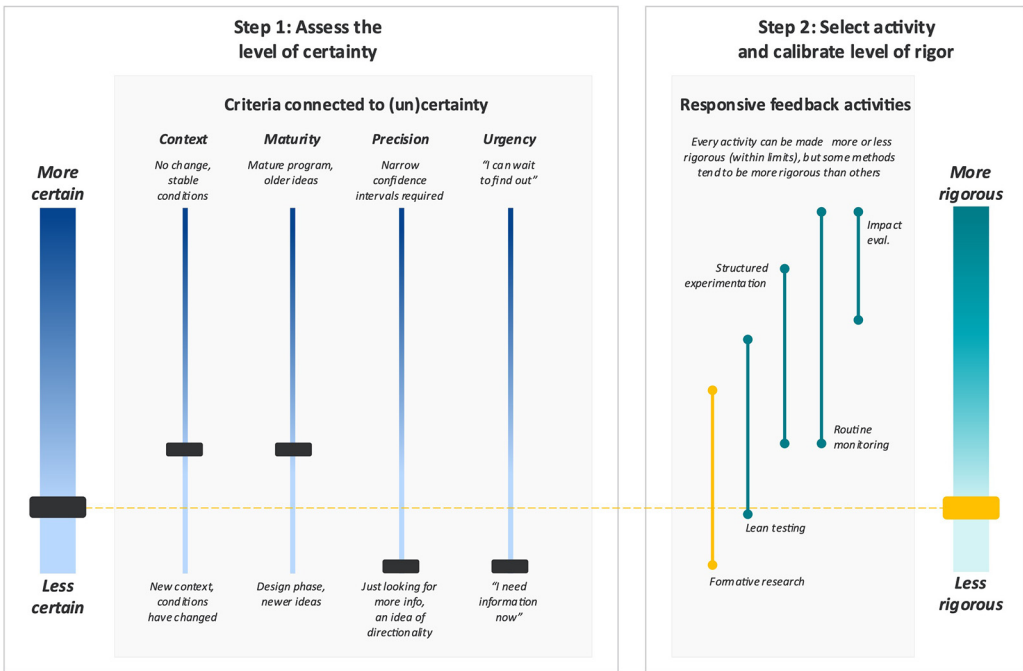 Step 1: Assess the
level of certainty
Criteria connected to (un)certainty
Context
No change,
stable
conditions
Maturity
Mature program,
older ideas
Precision
Narrow
confidence
intervals required
Urgency
“I can wait
to find out”
More
certain
Less
certain
New context,
conditions
have changed
Design phase,
newer ideas
Just looking for
more info,
an idea of
directionality
“I need
information
now”
Step 2: Select activity
and calibrate level of rigor
Responsive feedback activities
Every activity can be made more or less
rigorous (within limits), but some methods
tend to be more rigorous than others
More
rigorous
Impact
eval.
Structured
experimentation
Routine
monitoring
Lean testing
Formative research
Less
rigorous